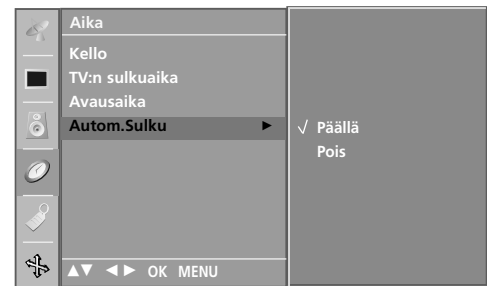 Aika
Kello
TV:n sulkuaika
Avausaika
Autom.Sulku ►
√ Päällä
Pois
▲▼ ◄► OK MENU